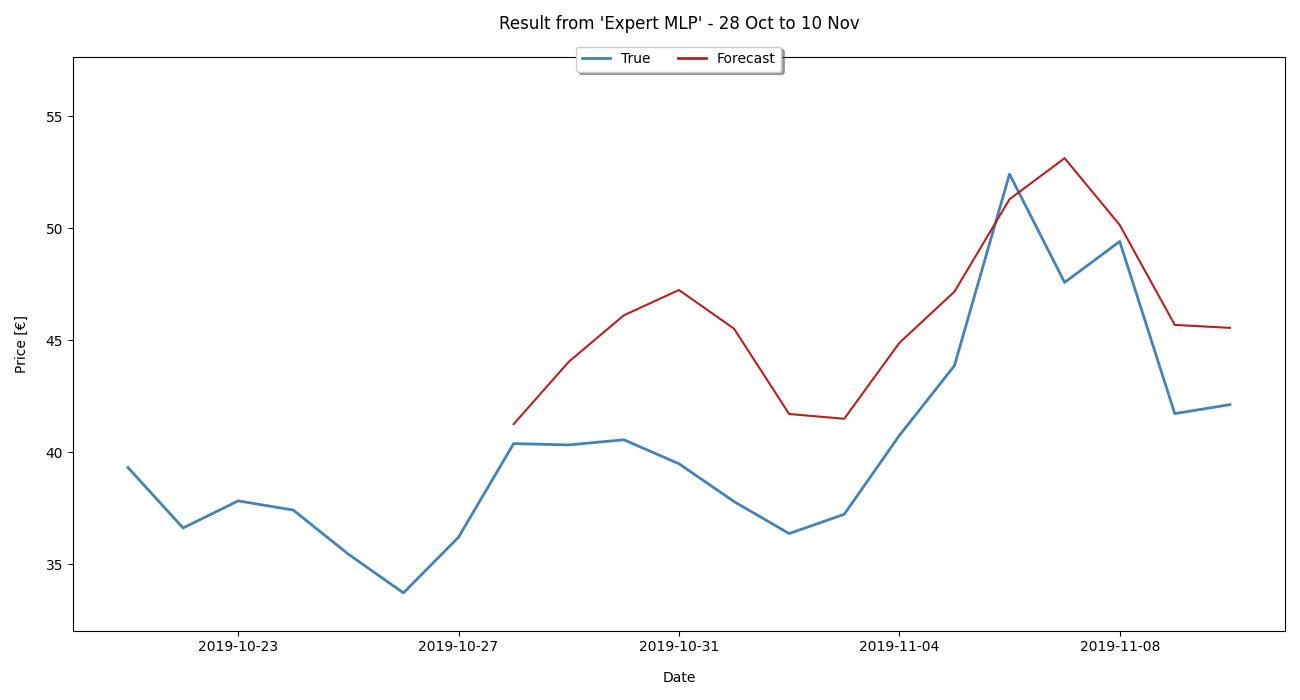 Result from 'Expert MLP' - 28 Oct to 10 Nov
True Forecast
55
50
45
40
35
Price [€]
2019-10-23 2019-10-27 2019-10-31 2019-11-04 2019-11-08
Date